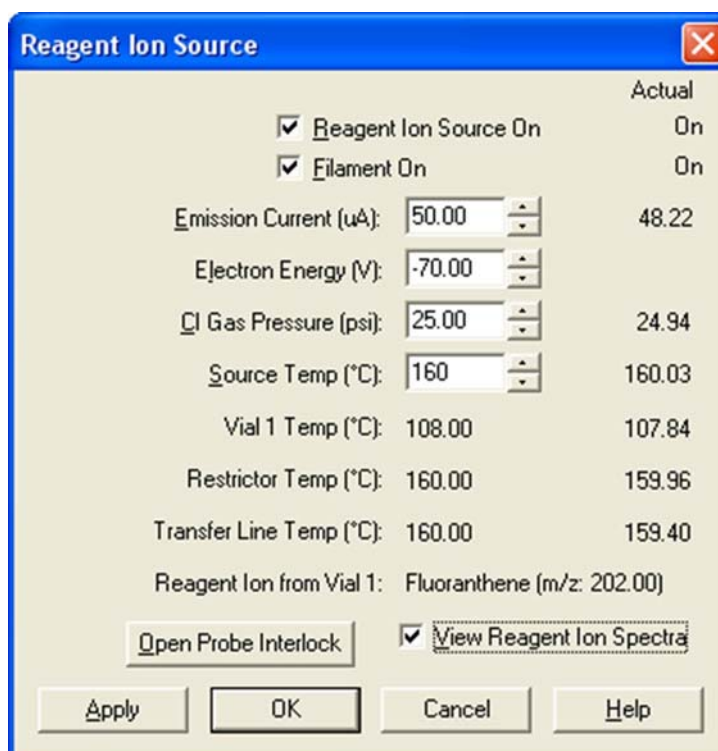 Reagent Ion Source
Actual
Reagent Ion Source On On
Filament On On
Emission Current (uA): 50.00 48.22
Electron Energy (V): -70.00
CI Gas Pressure (psi): 25.00 24.94
Source Temp (°C): 160 160.03
Vial 1 Temp (°C): 108.00 107.84
Restrictor Temp (°C): 160.00 159.96
Transfer Line Temp (°C): 160.00 159.40
Reagent Ion from Vial 1: Fluoranthene (m/z: 202.00)
Open Probe Interlock View Reagent Ion Spectra
Apply OK Cancel Help